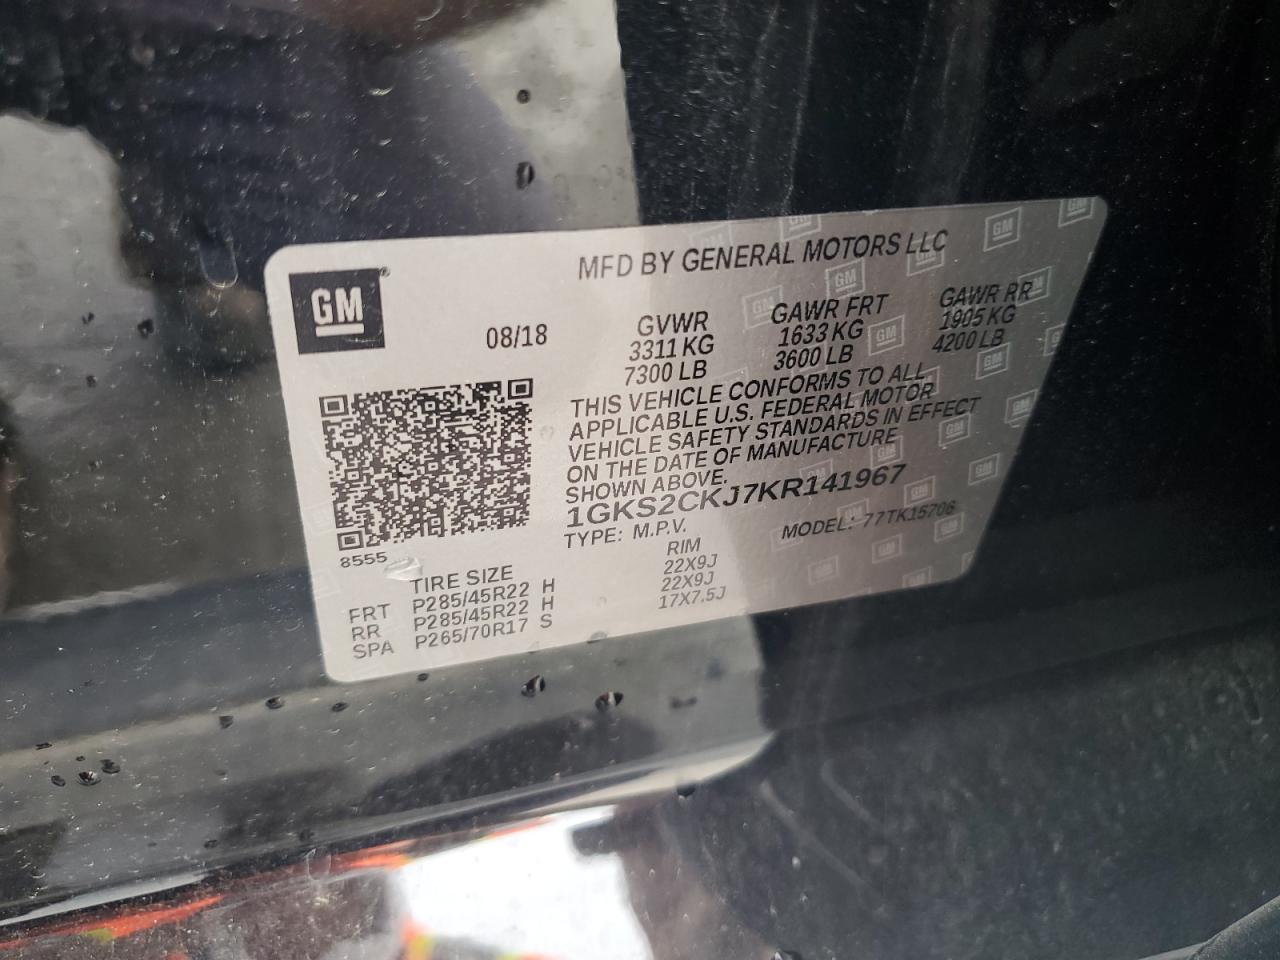 GM
MFD BY GENERAL MOTORS LLC
08/18
GVWR GAWR FRT GAWR RR
3311 KG 1633 KG 1905 KG
7300 LB 3600 LB 4200 LB
THIS VEHICLE CONFORMS TO ALL
APPLICABLE U.S. FEDERAL MOTOR
VEHICLE SAFETY STANDARDS IN EFFECT
ON THE DATE OF MANUFACTURE
SHOWN ABOVE.
1GKS2CKJ7KR141967
TYPE: M.P.V. MODEL: 77TK15706
8555
TIRE SIZE RIM
FRT P285/45R22 H 22X9J
RR P285/45R22 H 22X9J
SPA P265/70R17 S 17X7.5J